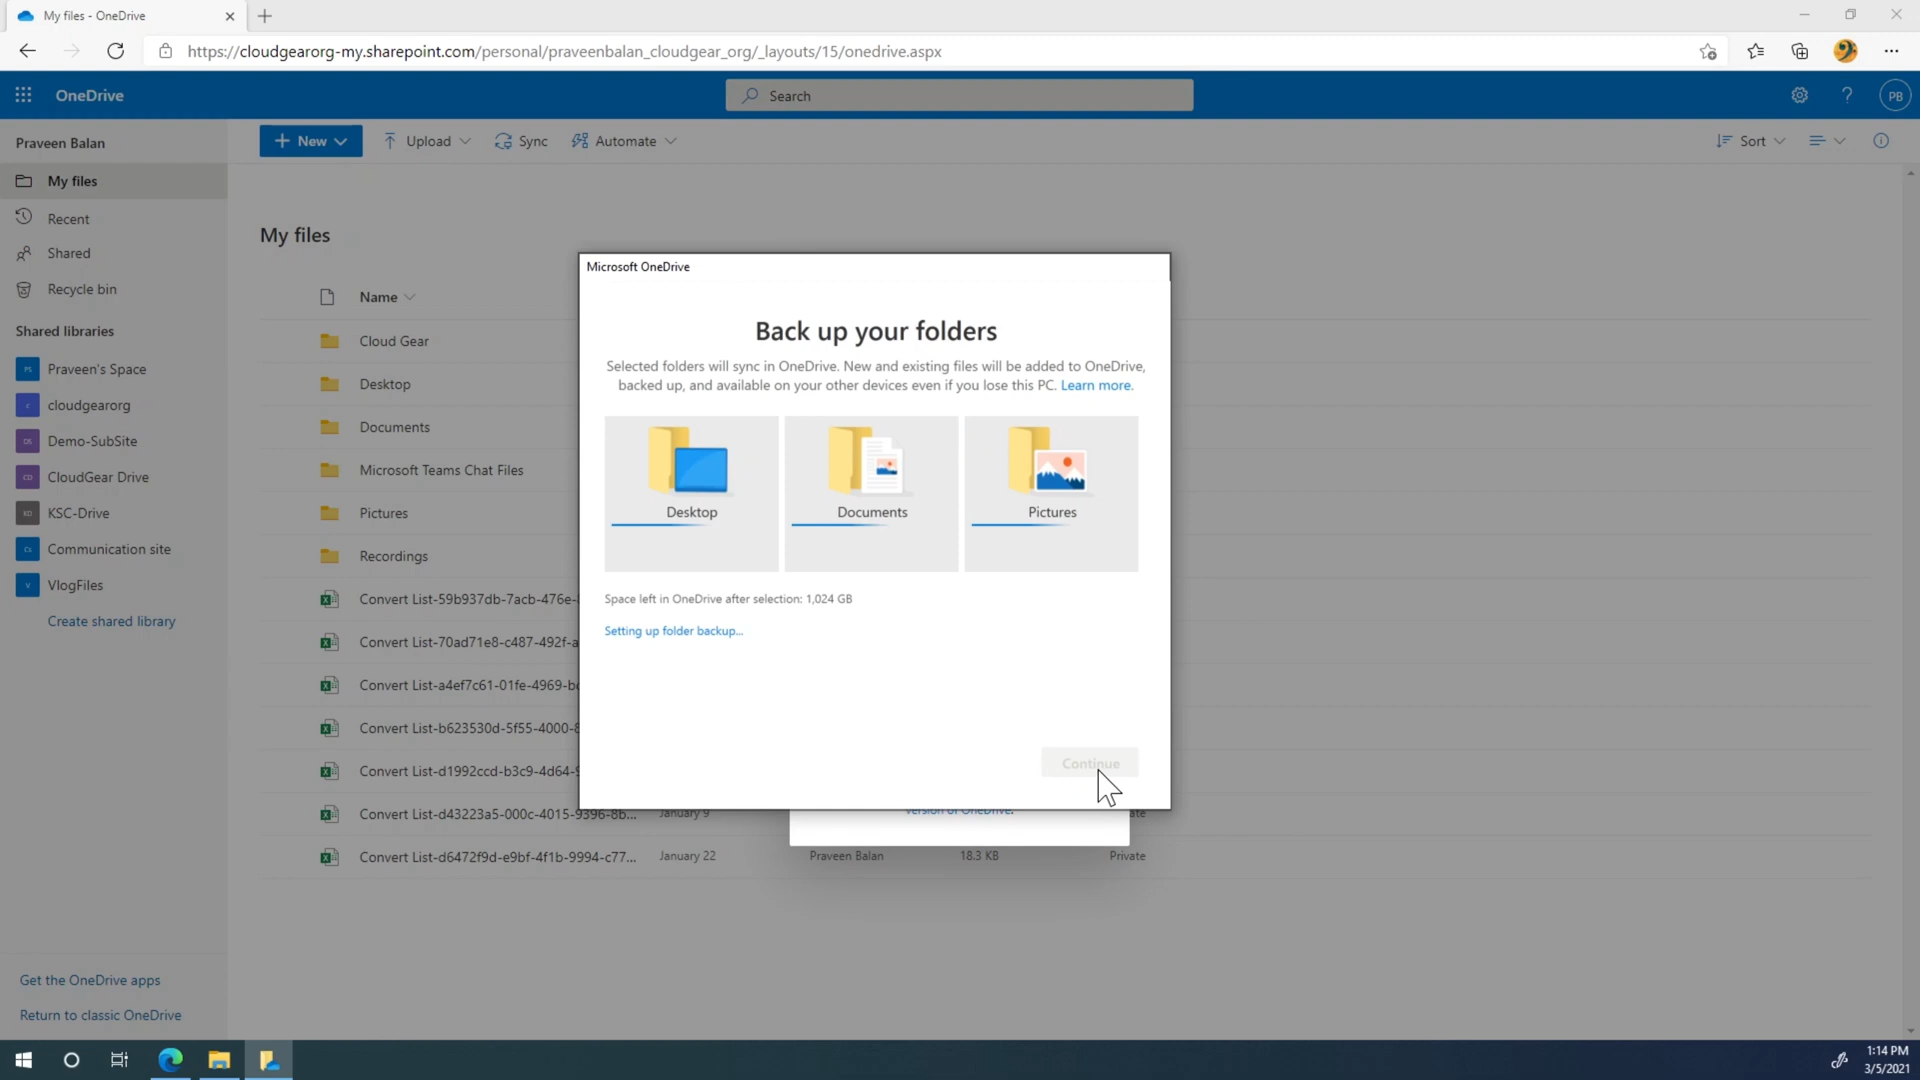 My files - OneDrive
https://cloudgearorg-my.sharepoint.com/personal/praveenbalan_cloudgear_org/_layouts/15/onedrive.aspx
OneDrive
Search
PB
Praveen Balan
New
Upload
Sync
Automate
Sort
My files
Recent
Shared
Recycle bin
Shared libraries
Praveen's Space
cloudgearorg
Demo-SubSite
CloudGear Drive
KSC-Drive
Communication site
VlogFiles
Create shared library
Get the OneDrive apps
Return to classic OneDrive
My files
Name
Cloud Gear
Desktop
Documents
Microsoft Teams Chat Files
Pictures
Recordings
Convert List-59b937db-7acb-476e-
Convert List-70ad71e8-c487-492f-a
Convert List-a4ef7c61-01fe-4969-b
Convert List-b623530d-5f55-4000-
Convert List-d1992ccd-b3c9-4d64-
Convert List-d43223a5-000c-4015-9396-8b... January 9
Convert List-d6472f9d-e9bf-4f1b-9994-c77... January 22 Praveen Balan 18.3 KB Private
Microsoft OneDrive
Back up your folders
Selected folders will sync in OneDrive. New and existing files will be added to OneDrive,
backed up, and available on your other devices even if you lose this PC. Learn more.
Desktop
Documents
Pictures
Space left in OneDrive after selection: 1,024 GB
Setting up folder backup...
Continue
version of OneDrive.
1:14 PM
3/5/2021